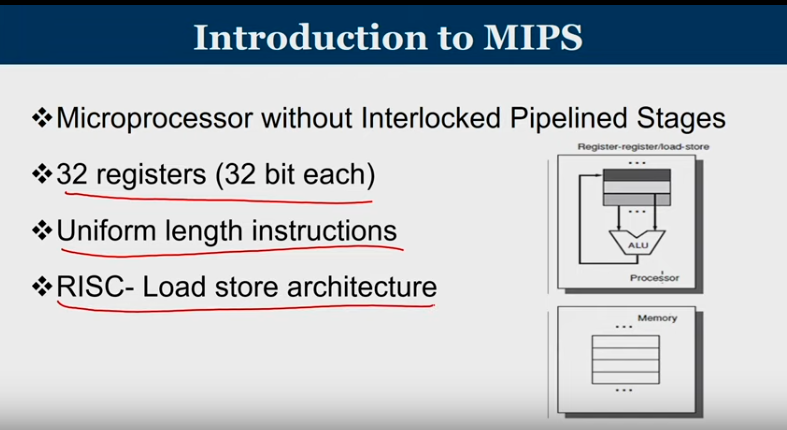 Introduction to MIPS
❖Microprocessor without Interlocked Pipelined Stages
❖32 registers (32 bit each)
❖Uniform length instructions
❖RISC- Load store architecture
Register-register/load-store
...
...
ALU
Processor
Memory
...
...